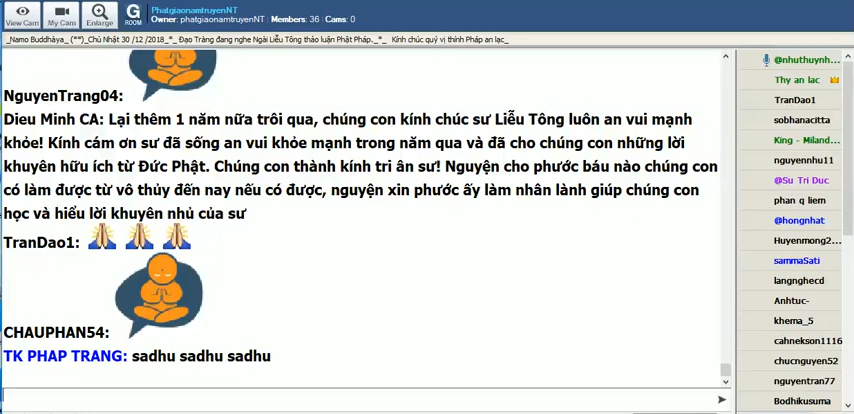 View Cam
My Cam
Enlarge
G
ROOM
PhatgiaonamtruyenNT
Owner: phatgiaonamtruyenNT | Members: 36 | Cams: 0
_Namo Buddhàya_ (**)_Chủ Nhật 30 /12 /2018_*_ Đạo Tràng đang nghe Ngài Liễu Tông thảo luận Phật Pháp._*_ Kính chúc quý vị thính Pháp an lạc_
NguyenTrang04:
Dieu Minh CA: Lại thêm 1 năm nữa trôi qua, chúng con kính chúc sư Liễu Tông luôn an vui mạnh
khỏe! Kính cám ơn sư đã sống an vui khỏe mạnh trong năm qua và đã cho chúng con những lời
khuyên hữu ích từ Đức Phật. Chúng con thành kính tri ân sư! Nguyện cho phước báu nào chúng con
có làm được từ vô thủy đến nay nếu có được, nguyện xin phước ấy làm nhân lành giúp chúng con
học và hiểu lời khuyên nhủ của sư
TranDao1:
CHAUPHAN54:
TK PHAP TRANG: sadhu sadhu sadhu
@nhuthuynh...
Thy an lac
TranDao1
sobhanacitta
King - Miland...
nguyennhu11
@Su Tri Duc
phan q liem
@hongnhat
Huyenmong2...
sammaSati
langnghecd
Anhtuc-
khema_5
cahnekson1116
chucnguyen52
nguyentran77
Bodhikusuma